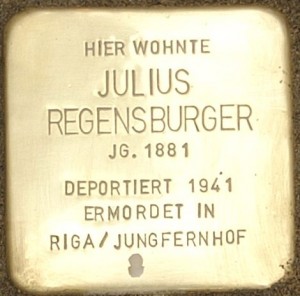 HIER WOHNTE
JULIUS
REGENSBURGER
JG. 1881
DEPORTIERT 1941
ERMORDET IN
RIGA/JUNGFERNHOF